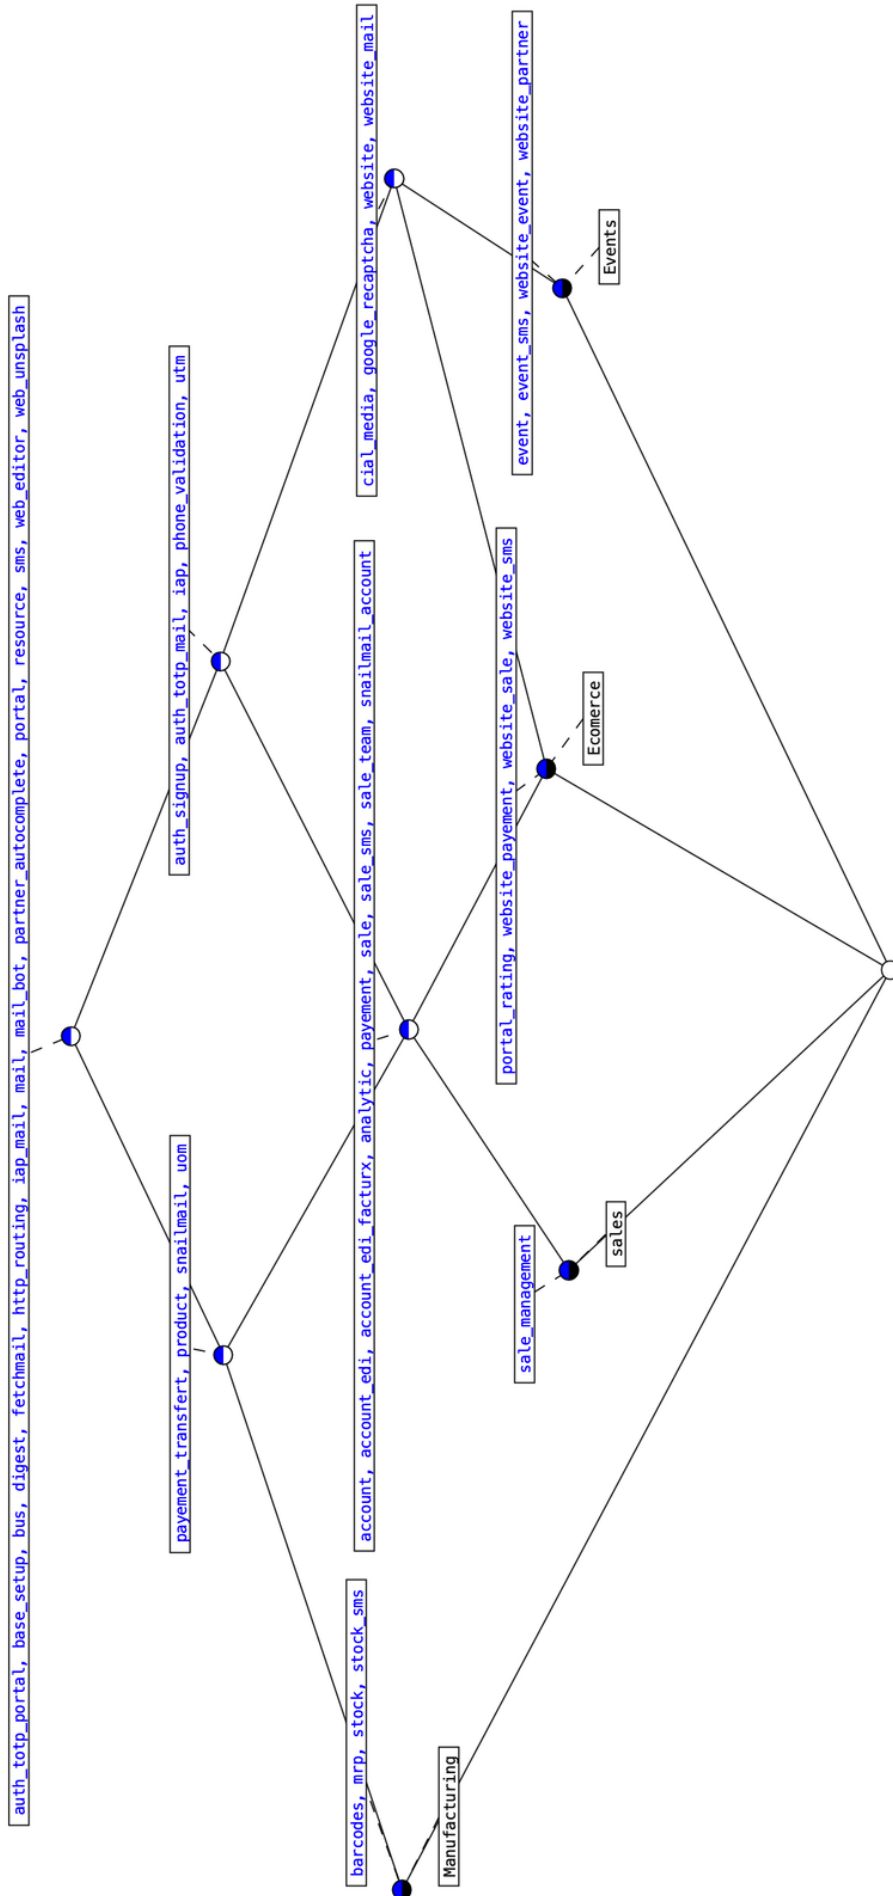 auth_totp_portal, base_setup, bus, digest, fetchmail, http_routing, iap_mail, mail, mail_bot, partner_autocomplete, portal, resource, sms, web_editor, web_unsplash
payement_transfert, product, snailmail, uom
auth_signup, auth_totp_mail, iap, phone_validation, utm
barcodes, mrp, stock, stock_sms
account, account_edi, account_edi_facturx, analytic, payement, sale, sale_sms, sale_team, snailmail_account
cial_media, google_recaptcha, website, website_mail
Manufacturing
sale_management
portal_rating, website_payement, website_sale, website_sms
event, event_sms, website_event, website_partner
sales
Ecomerce
Events